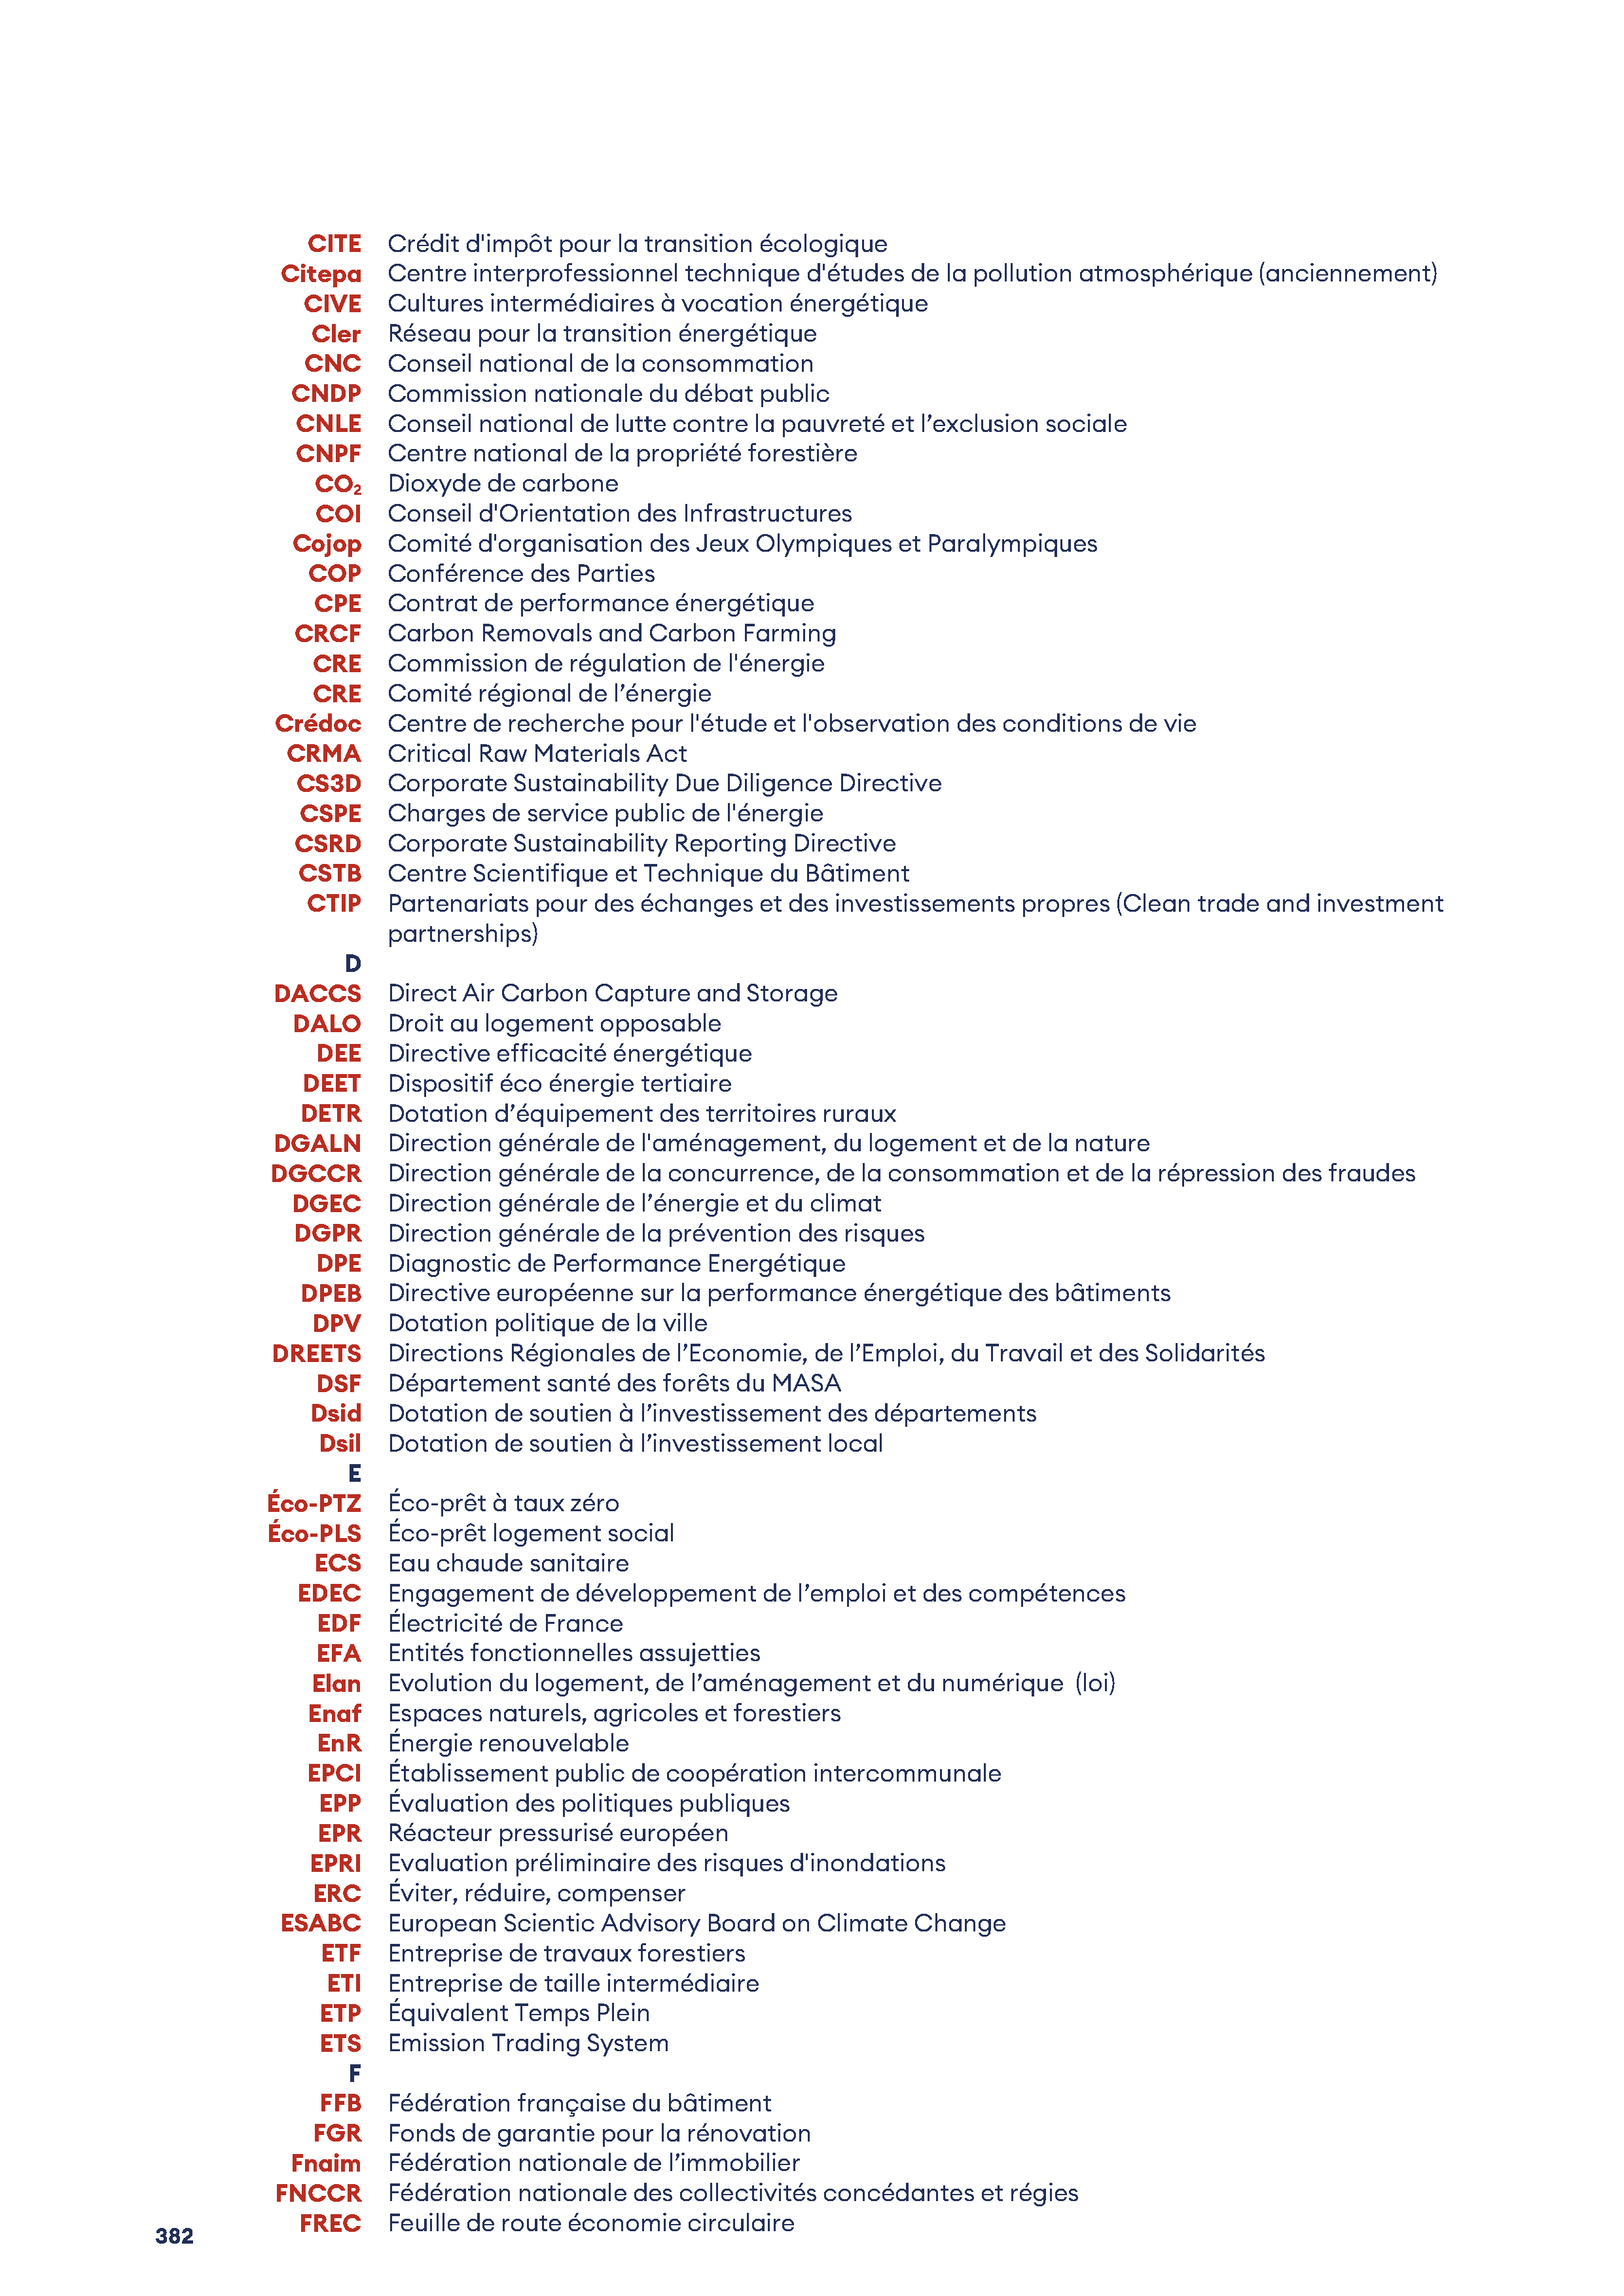 CITE Crédit d'impôt pour la transition écologique
Citepa Centre interprofessionnel technique d'études de la pollution atmosphérique (anciennement)
CIVE Cultures intermédiaires à vocation énergétique
Cler Réseau pour la transition énergétique
CNC Conseil national de la consommation
CNDP Commission nationale du débat public
CNLE Conseil national de lutte contre la pauvreté et l’exclusion sociale
CNPF Centre national de la propriété forestière
CO₂ Dioxyde de carbone
COI Conseil d'Orientation des Infrastructures
Cojop Comité d'organisation des Jeux Olympiques et Paralympiques
COP Conférence des Parties
CPE Contrat de performance énergétique
CRCF Carbon Removals and Carbon Farming
CRE Commission de régulation de l'énergie
CRE Comité régional de l’énergie
Crédoc Centre de recherche pour l'étude et l'observation des conditions de vie
CRMA Critical Raw Materials Act
CS3D Corporate Sustainability Due Diligence Directive
CSPE Charges de service public de l'énergie
CSRD Corporate Sustainability Reporting Directive
CSTB Centre Scientifique et Technique du Bâtiment
CTIP Partenariats pour des échanges et des investissements propres (Clean trade and investment
partnerships)
D
DACCS Direct Air Carbon Capture and Storage
DALO Droit au logement opposable
DEE Directive efficacité énergétique
DEET Dispositif éco énergie tertiaire
DETR Dotation d’équipement des territoires ruraux
DGALN Direction générale de l'aménagement, du logement et de la nature
DGCCR Direction générale de la concurrence, de la consommation et de la répression des fraudes
DGEC Direction générale de l’énergie et du climat
DGPR Direction générale de la prévention des risques
DPE Diagnostic de Performance Energétique
DPEB Directive européenne sur la performance énergétique des bâtiments
DPV Dotation politique de la ville
DREETS Directions Régionales de l’Economie, de l’Emploi, du Travail et des Solidarités
DSF Département santé des forêts du MASA
Dsid Dotation de soutien à l’investissement des départements
Dsil Dotation de soutien à l’investissement local
E
Éco-PTZ Éco-prêt à taux zéro
Éco-PLS Éco-prêt logement social
ECS Eau chaude sanitaire
EDEC Engagement de développement de l’emploi et des compétences
EDF Électricité de France
EFA Entités fonctionnelles assujetties
Elan Evolution du logement, de l’aménagement et du numérique (loi)
Enaf Espaces naturels, agricoles et forestiers
EnR Énergie renouvelable
EPCI Établissement public de coopération intercommunale
EPP Évaluation des politiques publiques
EPR Réacteur pressurisé européen
EPRI Evaluation préliminaire des risques d'inondations
ERC Éviter, réduire, compenser
ESABC European Scientic Advisory Board on Climate Change
ETF Entreprise de travaux forestiers
ETI Entreprise de taille intermédiaire
ETP Équivalent Temps Plein
ETS Emission Trading System
F
FFB Fédération française du bâtiment
FGR Fonds de garantie pour la rénovation
Fnaim Fédération nationale de l’immobilier
FNCCR Fédération nationale des collectivités concédantes et régies
FREC Feuille de route économie circulaire
382